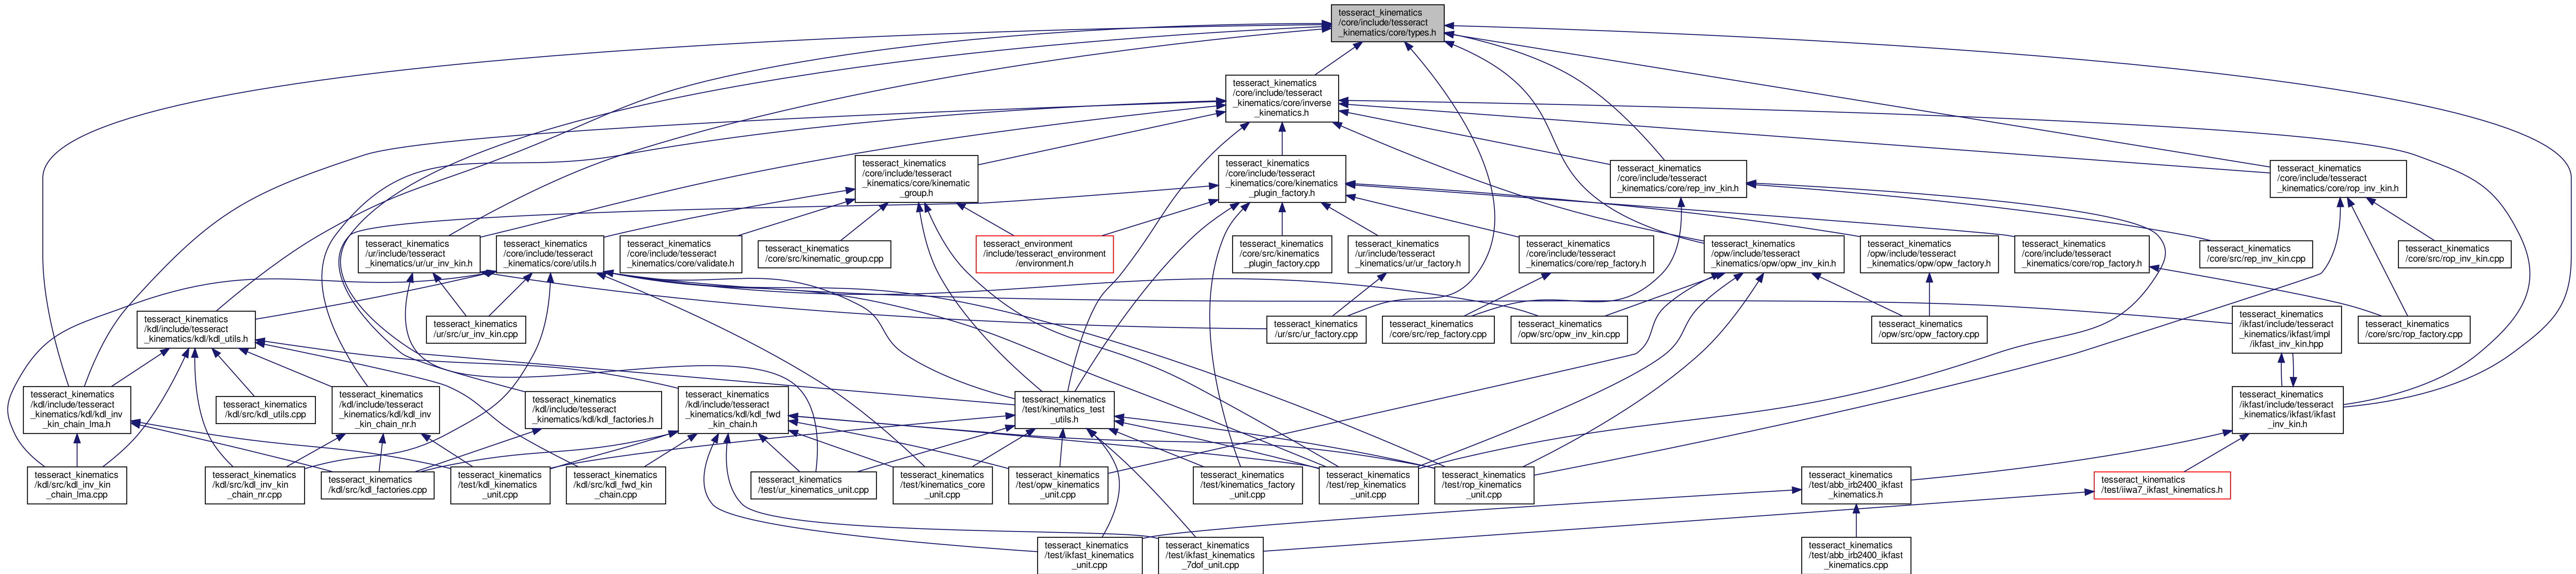 tesseract_kinematics
/core/include/tesseract
_kinematics/core/types.h
tesseract_kinematics
/core/include/tesseract
_kinematics/core/inverse
_kinematics.h
tesseract_kinematics
/core/include/tesseract
_kinematics/core/kinematic
_group.h
tesseract_kinematics
/core/include/tesseract
_kinematics/core/kinematics
_plugin_factory.h
tesseract_kinematics
/core/include/tesseract
_kinematics/core/rep_inv_kin.h
tesseract_kinematics
/core/include/tesseract
_kinematics/core/rop_inv_kin.h
tesseract_kinematics
/ur/include/tesseract
_kinematics/ur/ur_inv_kin.h
tesseract_kinematics
/core/include/tesseract
_kinematics/core/utils.h
tesseract_kinematics
/core/include/tesseract
_kinematics/core/validate.h
tesseract_kinematics
/core/src/kinematic_group.cpp
tesseract_environment
/include/tesseract_environment
/environment.h
tesseract_kinematics
/core/src/kinematics
_plugin_factory.cpp
tesseract_kinematics
/ur/include/tesseract
_kinematics/ur/ur_factory.h
tesseract_kinematics
/core/include/tesseract
_kinematics/core/rep_factory.h
tesseract_kinematics
/opw/include/tesseract
_kinematics/opw/opw_inv_kin.h
tesseract_kinematics
/opw/include/tesseract
_kinematics/opw/opw_factory.h
tesseract_kinematics
/core/include/tesseract
_kinematics/core/rop_factory.h
tesseract_kinematics
/core/src/rep_inv_kin.cpp
tesseract_kinematics
/core/src/rop_inv_kin.cpp
tesseract_kinematics
/kdl/include/tesseract
_kinematics/kdl/kdl_utils.h
tesseract_kinematics
/ur/src/ur_inv_kin.cpp
tesseract_kinematics
/ur/src/ur_factory.cpp
tesseract_kinematics
/core/src/rep_factory.cpp
tesseract_kinematics
/opw/src/opw_inv_kin.cpp
tesseract_kinematics
/opw/src/opw_factory.cpp
tesseract_kinematics
/ikfast/include/tesseract
_kinematics/ikfast/impl
/ikfast_inv_kin.hpp
tesseract_kinematics
/core/src/rop_factory.cpp
tesseract_kinematics
/kdl/include/tesseract
_kinematics/kdl/kdl_inv
_kin_chain_lma.h
tesseract_kinematics
/kdl/src/kdl_utils.cpp
tesseract_kinematics
/kdl/include/tesseract
_kinematics/kdl/kdl_inv
_kin_chain_nr.h
tesseract_kinematics
/kdl/include/tesseract
_kinematics/kdl/kdl_factories.h
tesseract_kinematics
/kdl/include/tesseract
_kinematics/kdl/kdl_fwd
_kin_chain.h
tesseract_kinematics
/test/kinematics_test
_utils.h
tesseract_kinematics
/ikfast/include/tesseract
_kinematics/ikfast/ikfast
_inv_kin.h
tesseract_kinematics
/kdl/src/kdl_inv_kin
_chain_lma.cpp
tesseract_kinematics
/kdl/src/kdl_inv_kin
_chain_nr.cpp
tesseract_kinematics
/kdl/src/kdl_factories.cpp
tesseract_kinematics
/test/kdl_kinematics
_unit.cpp
tesseract_kinematics
/kdl/src/kdl_fwd_kin
_chain.cpp
tesseract_kinematics
/test/ur_kinematics_unit.cpp
tesseract_kinematics
/test/kinematics_core
_unit.cpp
tesseract_kinematics
/test/opw_kinematics
_unit.cpp
tesseract_kinematics
/test/kinematics_factory
_unit.cpp
tesseract_kinematics
/test/rep_kinematics
_unit.cpp
tesseract_kinematics
/test/rop_kinematics
_unit.cpp
tesseract_kinematics
/test/abb_irb2400_ikfast
_kinematics.h
tesseract_kinematics
/test/iiwa7_ikfast_kinematics.h
tesseract_kinematics
/test/ikfast_kinematics
_unit.cpp
tesseract_kinematics
/test/ikfast_kinematics
_7dof_unit.cpp
tesseract_kinematics
/test/abb_irb2400_ikfast
_kinematics.cpp